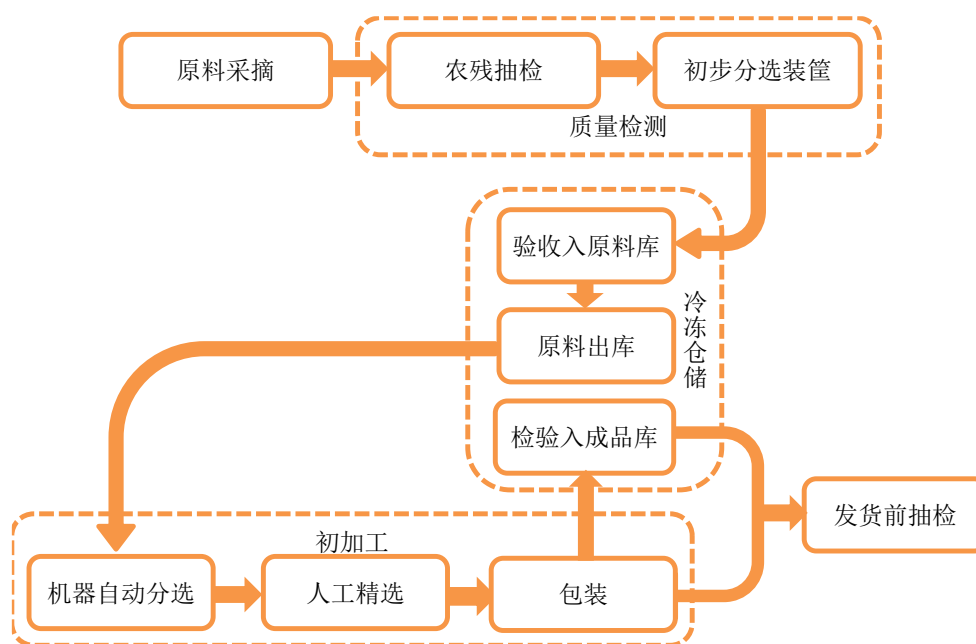 原料采摘
农残抽检
初步分选装筐
质量检测
验收入原料库
原料出库
冷冻仓储
检验入成品库
发货前抽检
初加工
机器自动分选
人工精选
包装